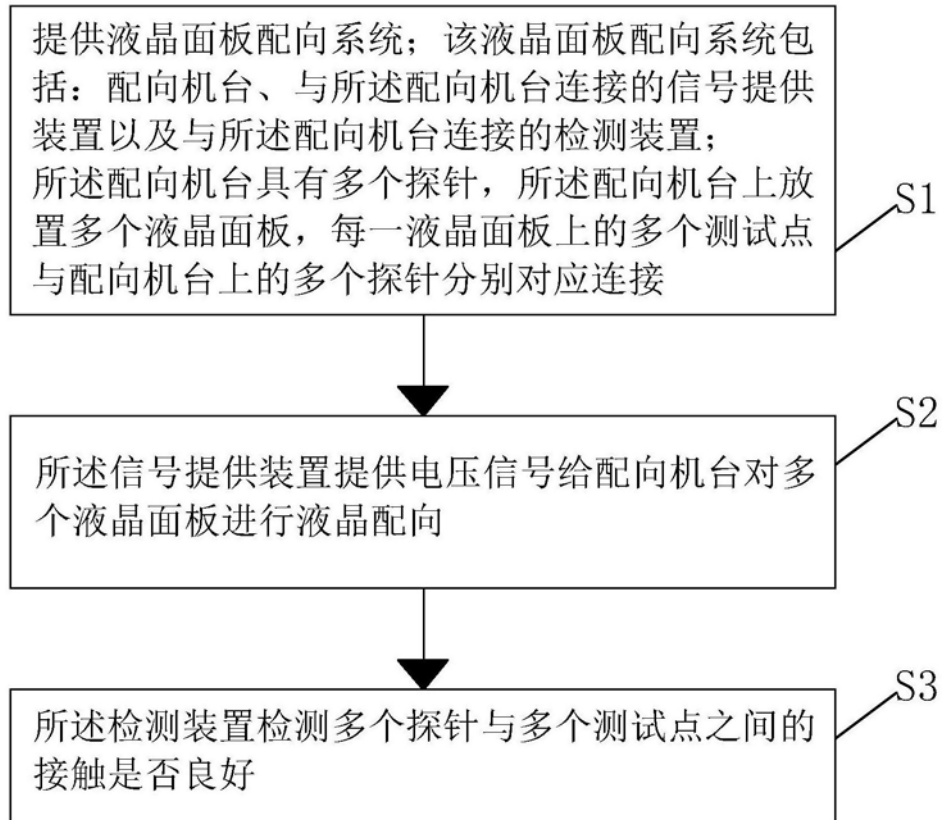 提供液晶面板配向系统；该液晶面板配向系统包
括：配向机台、与所述配向机台连接的信号提供
装置以及与所述配向机台连接的检测装置；
所述配向机台具有多个探针，所述配向机台上放
置多个液晶面板，每一液晶面板上的多个测试点
与配向机台上的多个探针分别对应连接
S1
所述信号提供装置提供电压信号给配向机台对多
个液晶面板进行液晶配向
S2
所述检测装置检测多个探针与多个测试点之间的
接触是否良好
S3